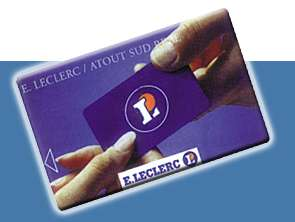 E. LECLERC / ATOUT SUD
L
E.LECLERC L